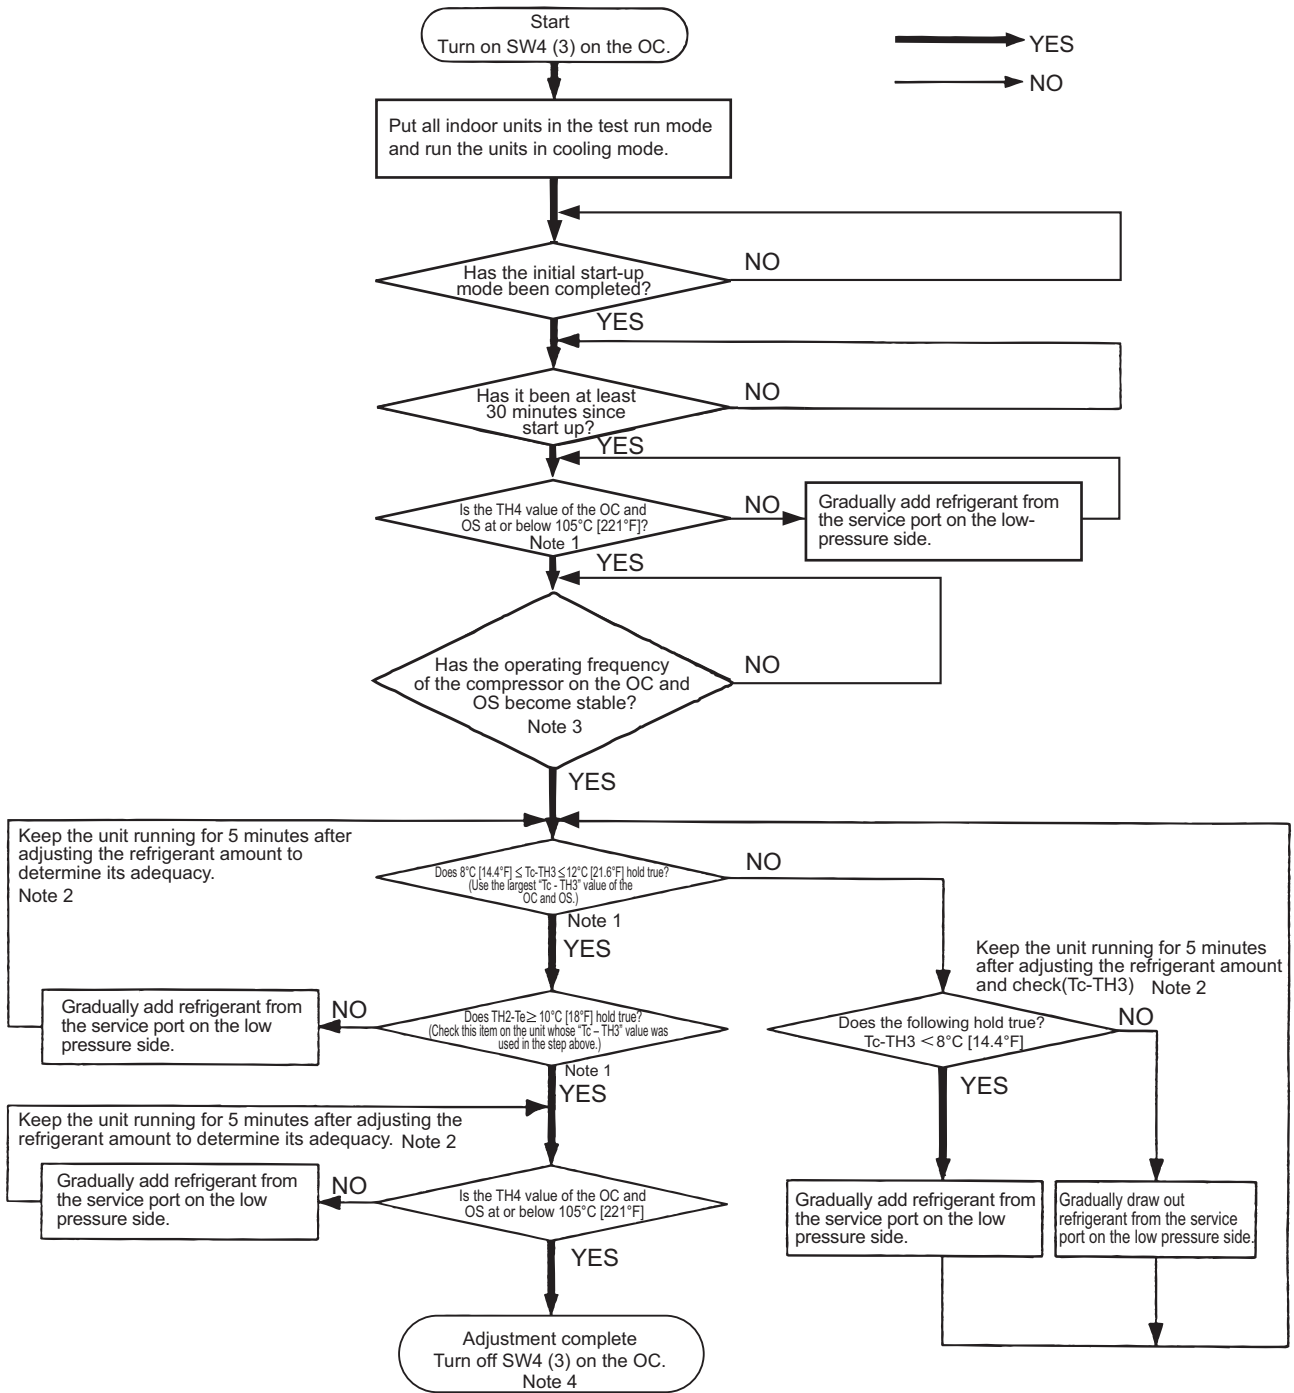 Start
Turn on SW4 (3) on the OC.
YES
NO
Put all indoor units in the test run mode
and run the units in cooling mode.
Has the initial start-up
mode been completed?
NO
YES
Has it been at least
30 minutes since
start up?
NO
YES
Is the TH4 value of the OC and
OS at or below 105°C [221°F]?
Note 1
NO
Gradually add refrigerant from
the service port on the low-
pressure side.
YES
Has the operating frequency
of the compressor on the OC and
OS become stable?
Note 3
NO
YES
Keep the unit running for 5 minutes after
adjusting the refrigerant amount to
determine its adequacy.
Note 2
Does 8°C [14.4°F] ≤ Tc-TH3 ≤12°C [21.6°F] hold true?
(Use the largest “Tc - TH3” value of the
OC and OS.)
Note 1
NO
YES
Keep the unit running for 5 minutes
after adjusting the refrigerant amount
and check(Tc-TH3) Note 2
Gradually add refrigerant from
the service port on the low
pressure side.
NO
Does TH2-Te≥ 10°C [18°F] hold true?
(Check this item on the unit whose “Tc – TH3” value was
used in the step above.)
Note 1
YES
Does the following hold true?
Tc-TH3 <8°C [14.4°F]
NO
YES
Keep the unit running for 5 minutes after adjusting the
refrigerant amount to determine its adequacy. Note 2
Gradually add refrigerant from
the service port on the low
pressure side.
NO
Is the TH4 value of the OC and
OS at or below 105°C [221°F]
YES
Gradually add refrigerant from
the service port on the low
pressure side.
Gradually draw out
refrigerant from the service
port on the low pressure side.
Adjustment complete
Turn off SW4 (3) on the OC.
Note 4